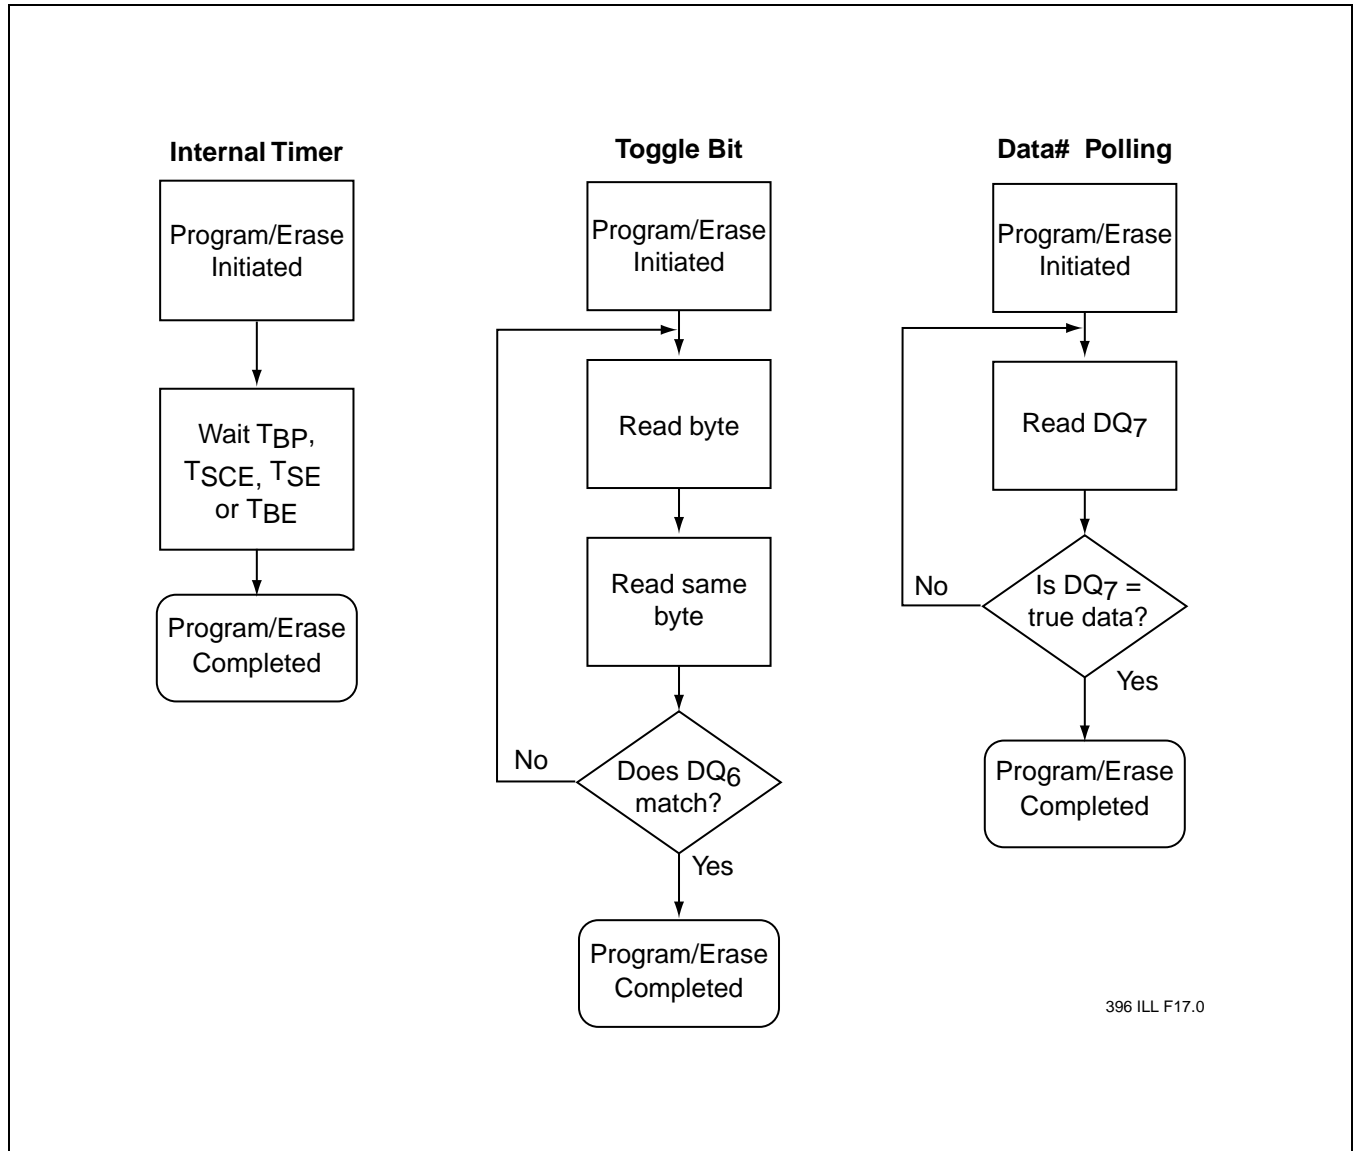 Internal Timer
Program/Erase
Initiated
Wait TBP,
TSCE, TSE
or TBE
Program/Erase
Completed
Toggle Bit
Program/Erase
Initiated
Read byte
Read same
byte
No
Does DQ6
match?
Yes
Program/Erase
Completed
Data# Polling
Program/Erase
Initiated
Read DQ7
No
Is DQ7 =
true data?
Yes
Program/Erase
Completed
396 ILL F17.0